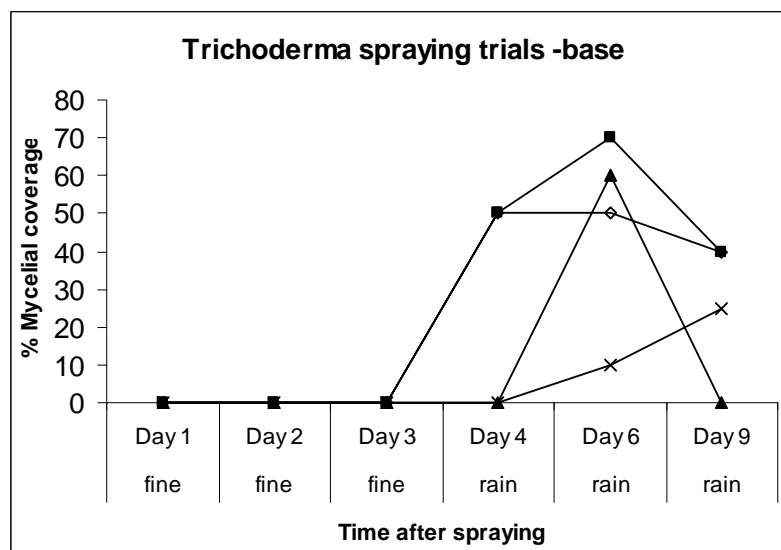 Trichoderma spraying trials -base
80
70
60
50
40
30
20
10
0
% Mycelial coverage
Day 1 Day 2 Day 3 Day 4 Day 6 Day 9
fine fine fine rain rain rain
Time after spraying